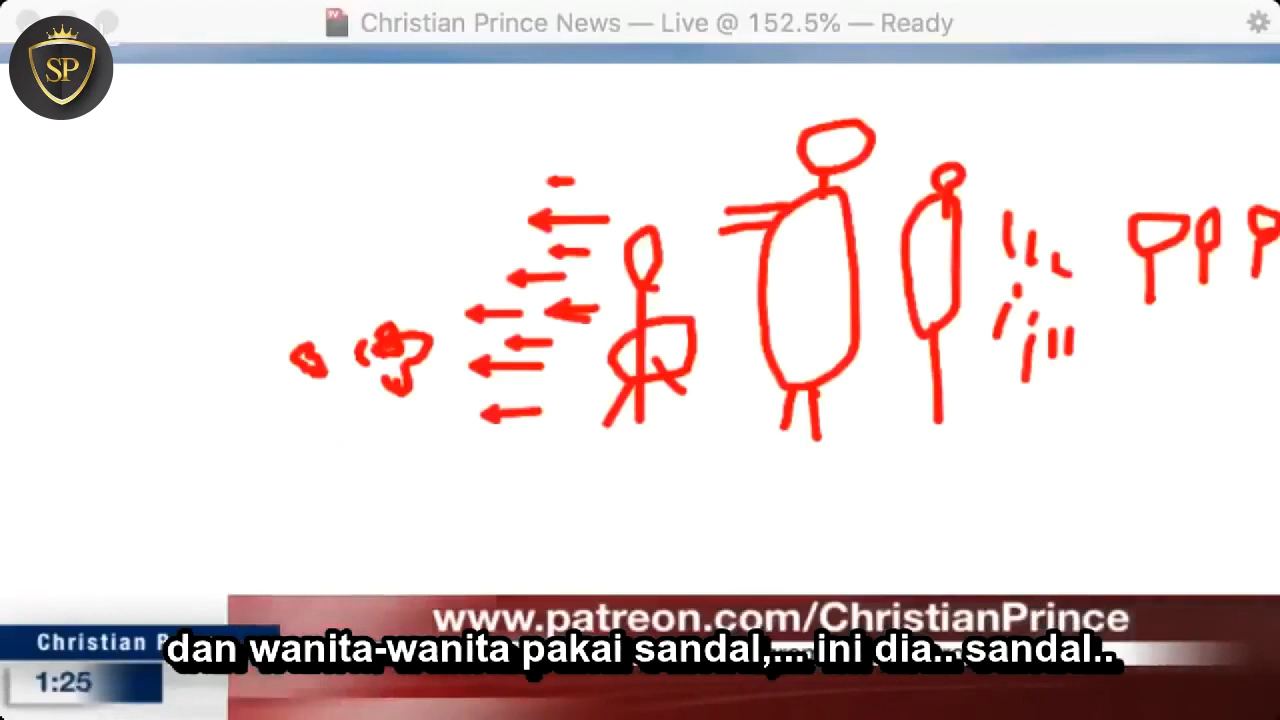 Christian Prince News — Live @ 152.5% — Ready
SP
www.patreon.com/ChristianPrince
Christian
dan wanita-wanita pakai sandal,... ini dia.. sandal..
1:25